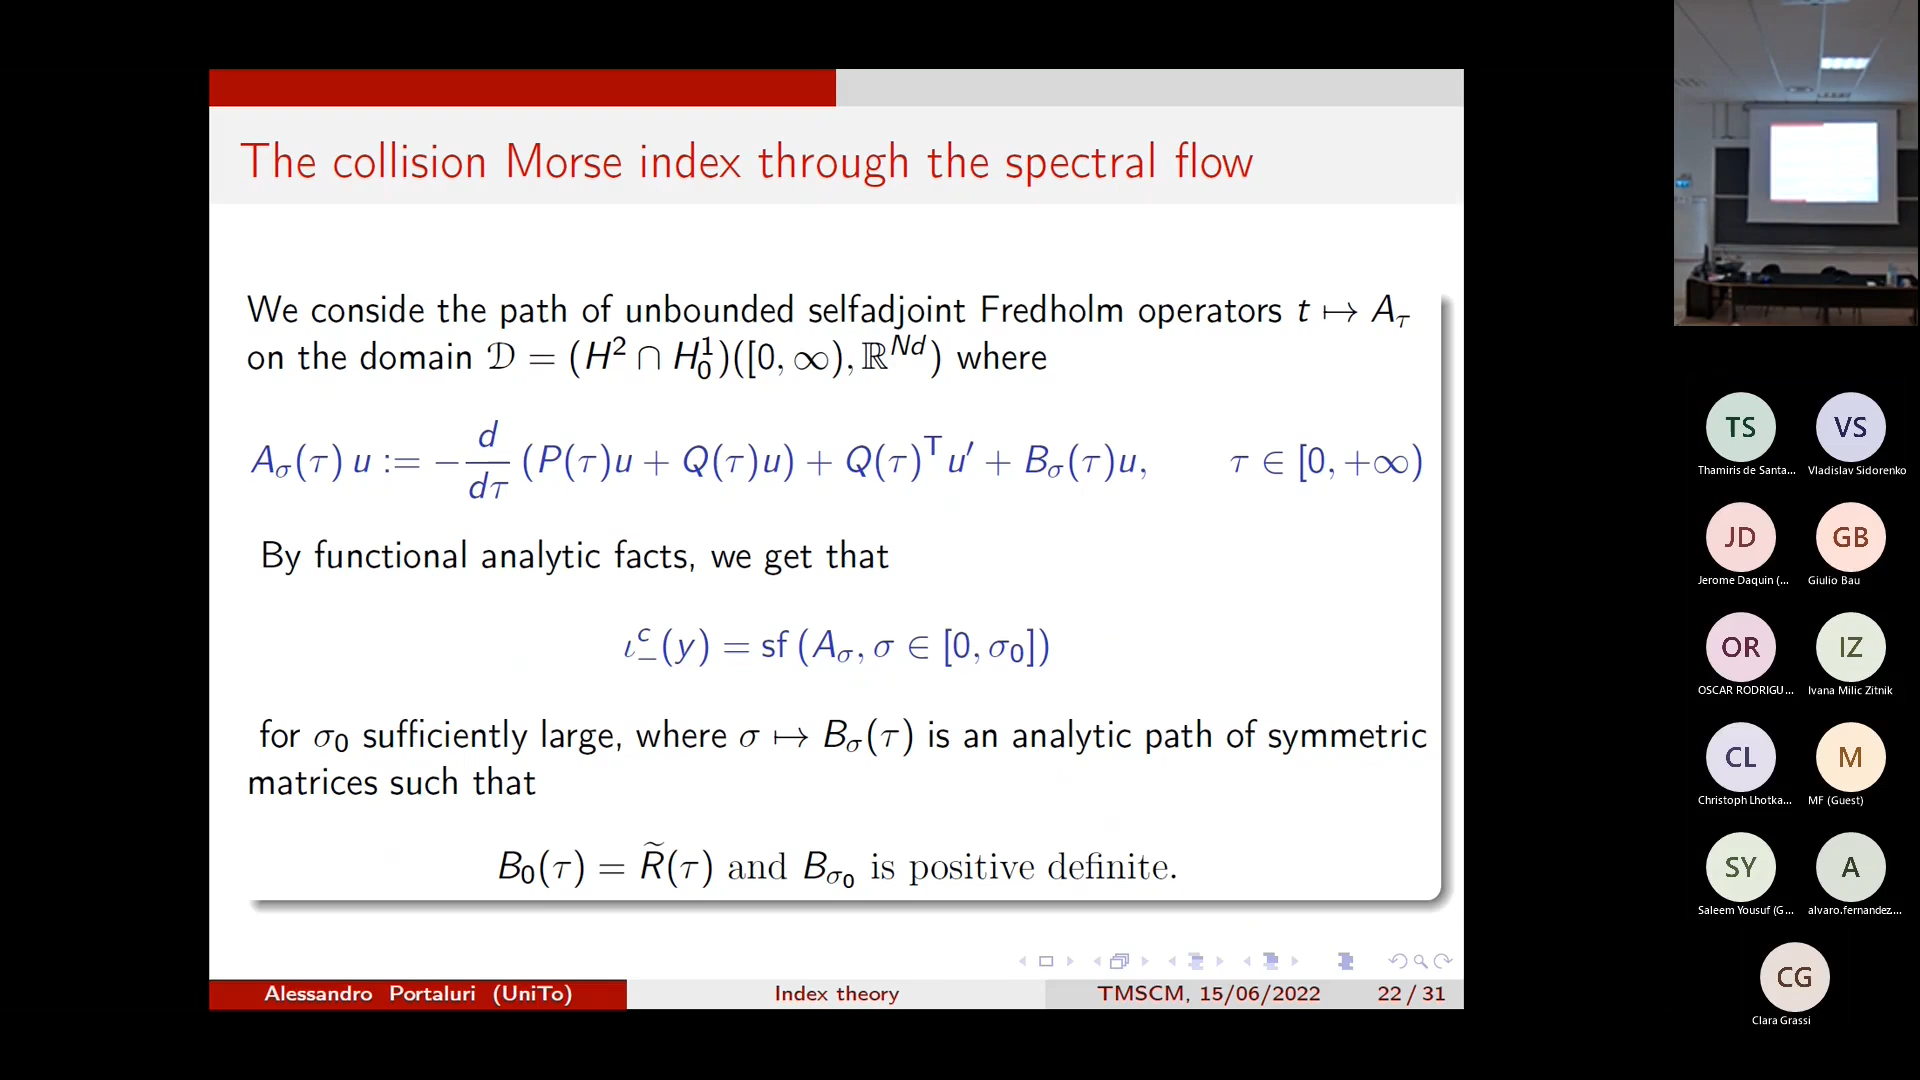 The collision Morse index through the spectral flow
We conside the path of unbounded selfadjoint Fredholm operators t ↦ A_τ
on the domain 𝒟 = (H² ∩ H¹₀)([0, ∞), ℝ^{Nd}) where
A_σ(τ) u := −d/dτ (P(τ)u + Q(τ)u) + Q(τ)^T u′ + B_σ(τ)u, τ ∈ [0, +∞)
By functional analytic facts, we get that
ι^c_−(y) = sf (A_σ, σ ∈ [0, σ₀])
for σ₀ sufficiently large, where σ ↦ B_σ(τ) is an analytic path of symmetric
matrices such that
B₀(τ) = R̃(τ) and B_{σ₀} is positive definite.
Alessandro Portaluri (UniTo) Index theory TMSCM, 15/06/2022 22 / 31
TS VS
Thamiris de Santa... Vladislav Sidorenko
JD GB
Jerome Daquin (... Giulio Bau
OR IZ
OSCAR RODRIGU... Ivana Milic Zitnik
CL M
Christoph Lhotka... MF (Guest)
SY A
Saleem Yousuf (G... alvaro.fernandez....
CG
Clara Grassi